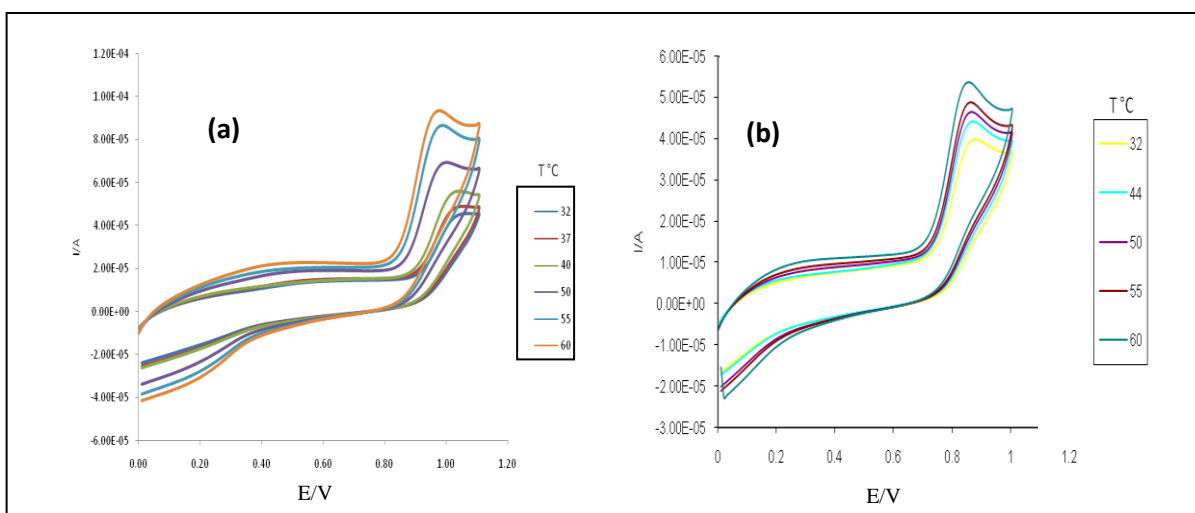 (a)
1.20E-04
1.00E-04
8.00E-05
6.00E-05
4.00E-05
2.00E-05
0.00E+00
-2.00E-05
-4.00E-05
-6.00E-05
I/A
0.00 0.20 0.40 0.60 0.80 1.00 1.20
E/V
T°C
32
37
40
50
55
60
(b)
6.00E-05
5.00E-05
4.00E-05
3.00E-05
2.00E-05
1.00E-05
0.00E+00
-1.00E-05
-2.00E-05
-3.00E-05
I/A
0 0.2 0.4 0.6 0.8 1 1.2
E/V
T°C
32
44
50
55
60